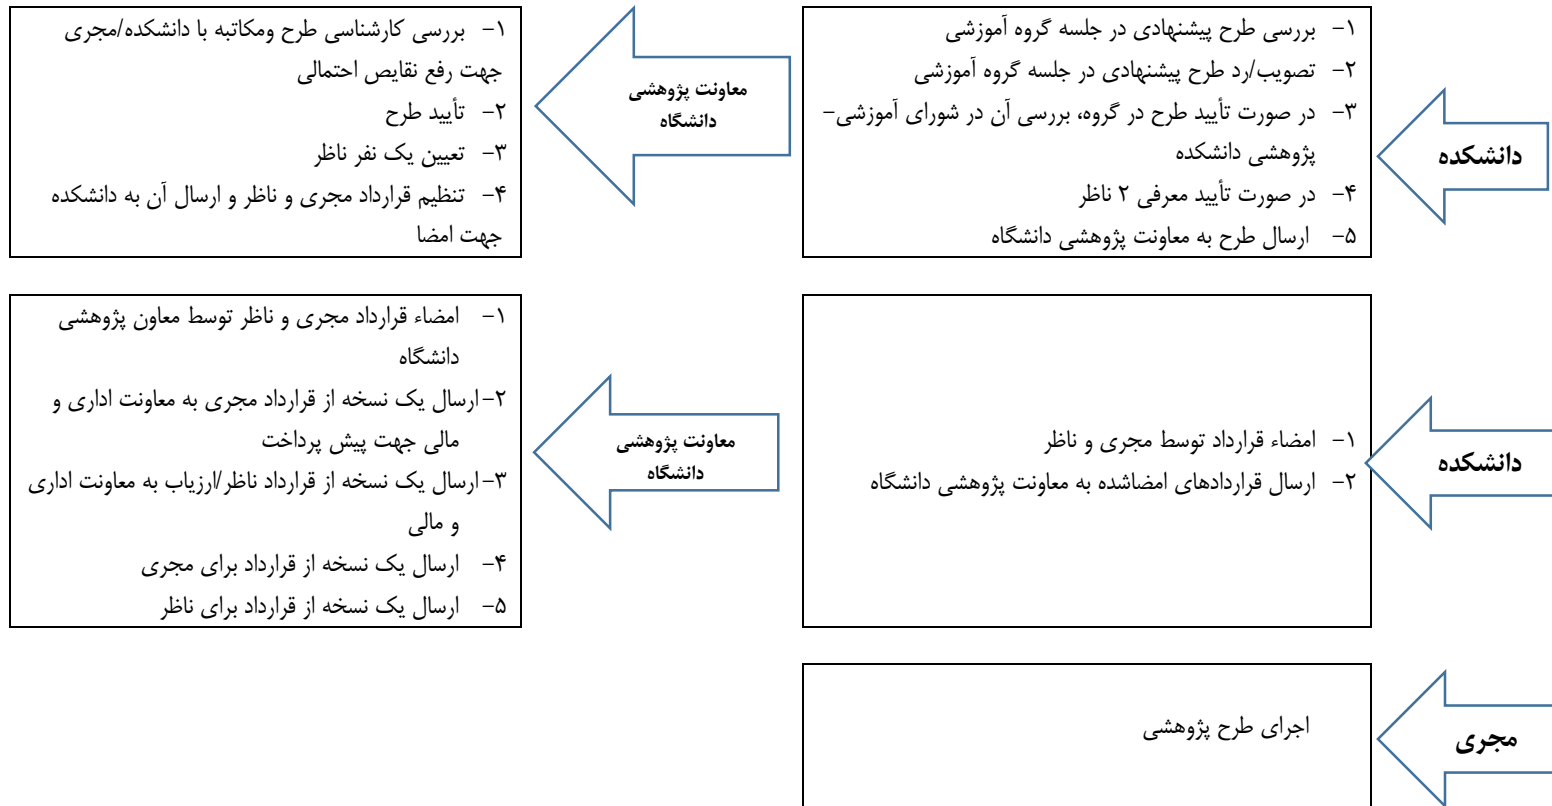 دانشکده
۱- بررسی طرح پیشنهادی در جلسه گروه آموزشی
۲- تصویب/رد طرح پیشنهادی در جلسه گروه آموزشی
۳- در صورت تأیید طرح در گروه، بررسی آن در شورای آموزشی-
پژوهشی دانشکده
۴- در صورت تأیید معرفی ۲ ناظر
۵- ارسال طرح به معاونت پژوهشی دانشگاه
معاونت پژوهشی
دانشگاه
۱- بررسی کارشناسی طرح ومکاتبه با دانشکده/مجری
جهت رفع نقایص احتمالی
۲- تأیید طرح
۳- تعیین یک نفر ناظر
۴- تنظیم قرارداد مجری و ناظر و ارسال آن به دانشکده
جهت امضا
دانشکده
۱- امضاء قرارداد توسط مجری و ناظر
۲- ارسال قراردادهای امضاشده به معاونت پژوهشی دانشگاه
معاونت پژوهشی
دانشگاه
۱- امضاء قرارداد مجری و ناظر توسط معاون پژوهشی
دانشگاه
۲-ارسال یک نسخه از قرارداد مجری به معاونت اداری و
مالی جهت پیش پرداخت
۳-ارسال یک نسخه از قرارداد ناظر/ارزیاب به معاونت اداری
و مالی
۴- ارسال یک نسخه از قرارداد برای مجری
۵- ارسال یک نسخه از قرارداد برای ناظر
مجری
اجرای طرح پژوهشی